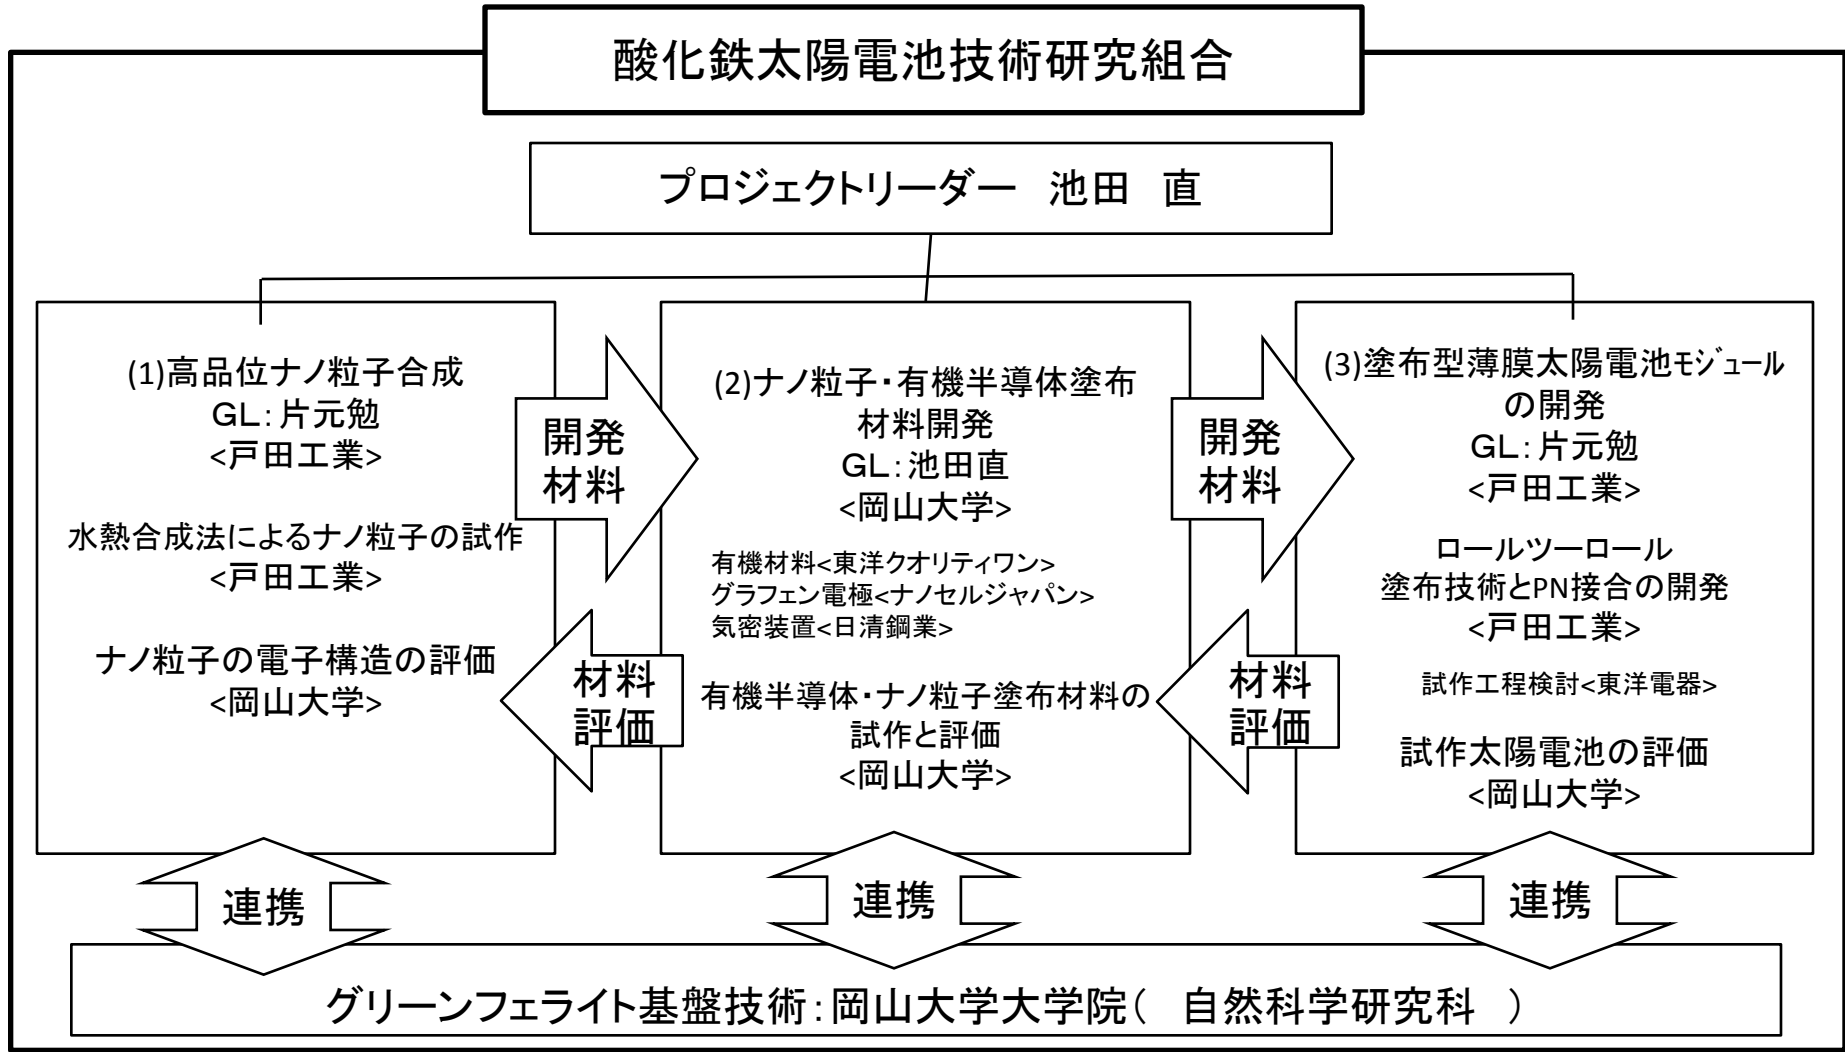 酸化鉄太陽電池技術研究組合
プロジェクトリーダー　池田　直
(1)高品位ナノ粒子合成
GL：片元勉
<戸田工業>
水熱合成法によるナノ粒子の試作
<戸田工業>
ナノ粒子の電子構造の評価
<岡山大学>
開発
材料
材料
評価
(2)ナノ粒子・有機半導体塗布
材料開発
GL：池田直
<岡山大学>
有機材料<東洋クオリティワン>
グラフェン電極<ナノセルジャパン>
気密装置<日清鋼業>
有機半導体・ナノ粒子塗布材料の
試作と評価
<岡山大学>
開発
材料
材料
評価
(3)塗布型薄膜太陽電池ﾓｼﾞｭｰﾙ
の開発
GL：片元勉
<戸田工業>
ロールツーロール
塗布技術とPN接合の開発
<戸田工業>
試作工程検討<東洋電器>
試作太陽電池の評価
<岡山大学>
連携
連携
連携
グリーンフェライト基盤技術：岡山大学大学院（　自然科学研究科　）